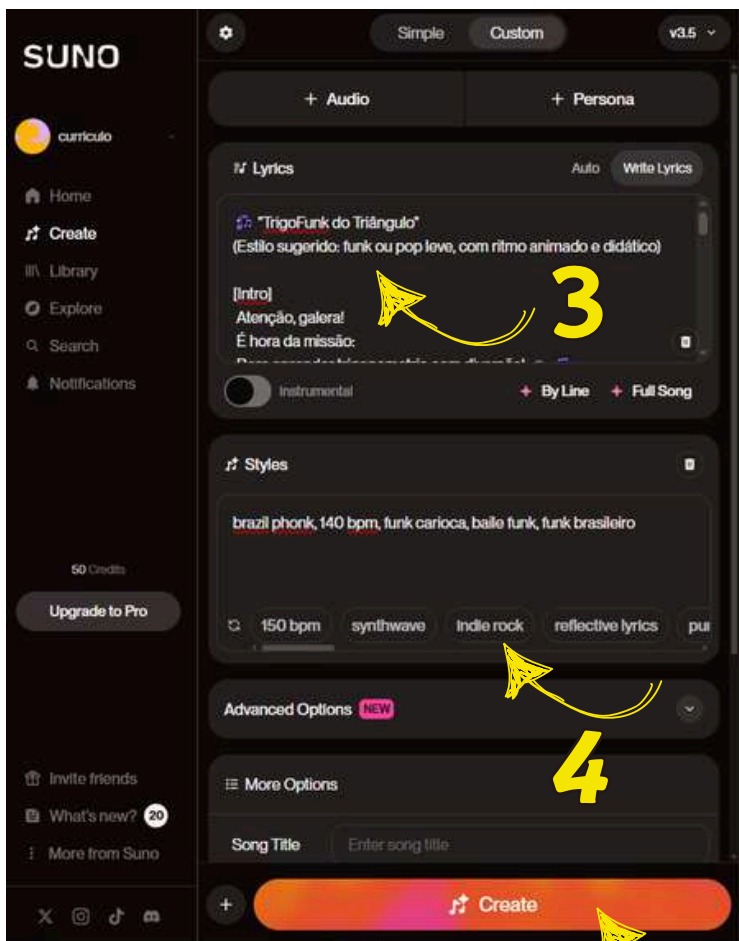 SUNO
curriculo
Home
Create
Library
Explore
Search
Notifications
50 Credits
Upgrade to Pro
Invite friends
What's new? 20
More from Suno
Simple Custom v3.5
+ Audio + Persona
Lyrics Auto Write Lyrics
"TrigoFunk do Triângulo"
(Estilo sugerido: funk ou pop leve, com ritmo animado e didático)
[Intro]
Atenção, galera!
É hora da missão:
3
Instrumental + By Line + Full Song
Styles
brazil phonk, 140 bpm, funk carioca, baile funk, funk brasileiro
150 bpm synthwave indie rock reflective lyrics pu
Advanced Options NEW
4
More Options
Song Title Enter song title
+ Create